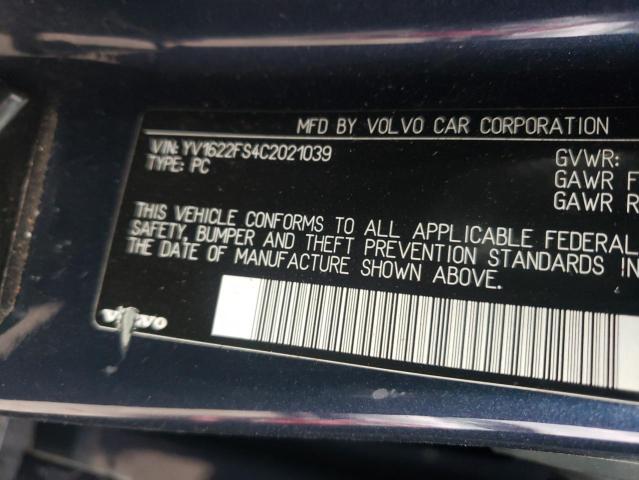 MFD BY VOLVO CAR CORPORATION
VIN: YV1622FS4C2021039
TYPE: PC
GVWR:
GAWR F
GAWR R
THIS VEHICLE CONFORMS TO ALL APPLICABLE FEDERAL
SAFETY, BUMPER AND THEFT PREVENTION STANDARDS IN
THE DATE OF MANUFACTURE SHOWN ABOVE.
VOLVO